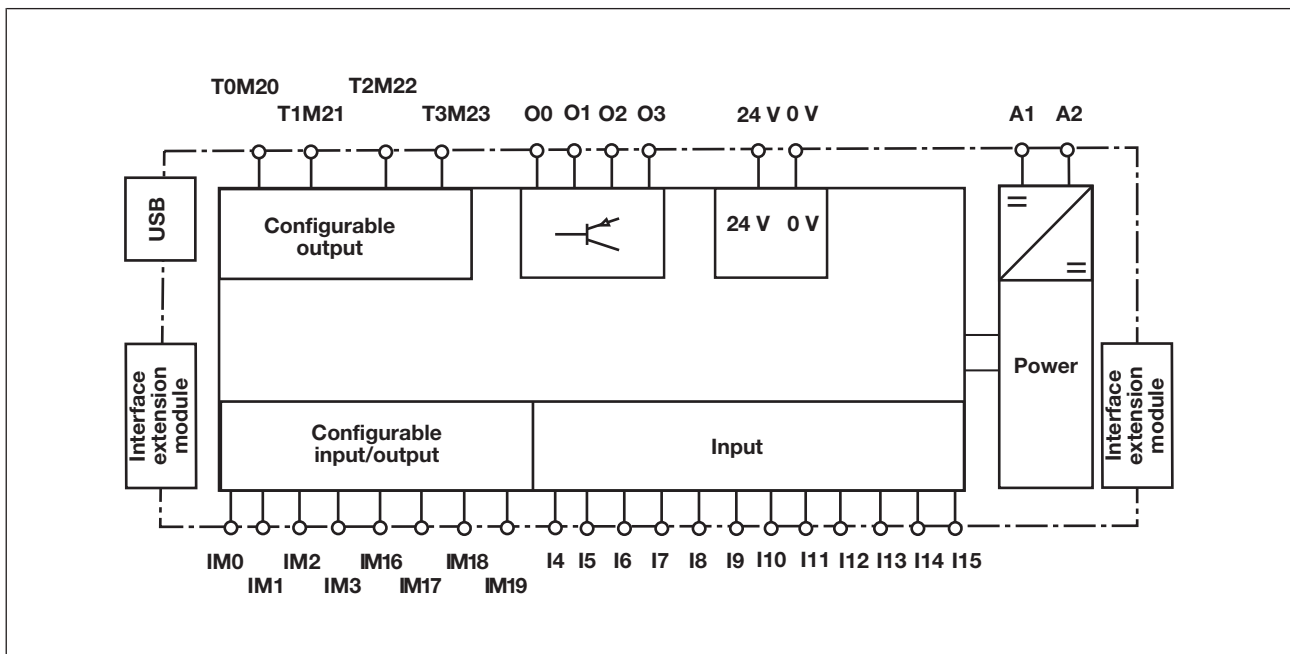 T0M20
T2M22
T1M21
T3M23
O0
O1
O2
O3
24 V
0 V
A1
A2
USB
Configurable
output
24 V
0 V
Interface
extension
module
Power
Interface
extension
module
Configurable
input/output
Input
IM0
IM1
IM2
IM3
IM16
IM17
IM18
IM19
I4
I5
I6
I7
I8
I9
I10
I11
I12
I13
I14
I15